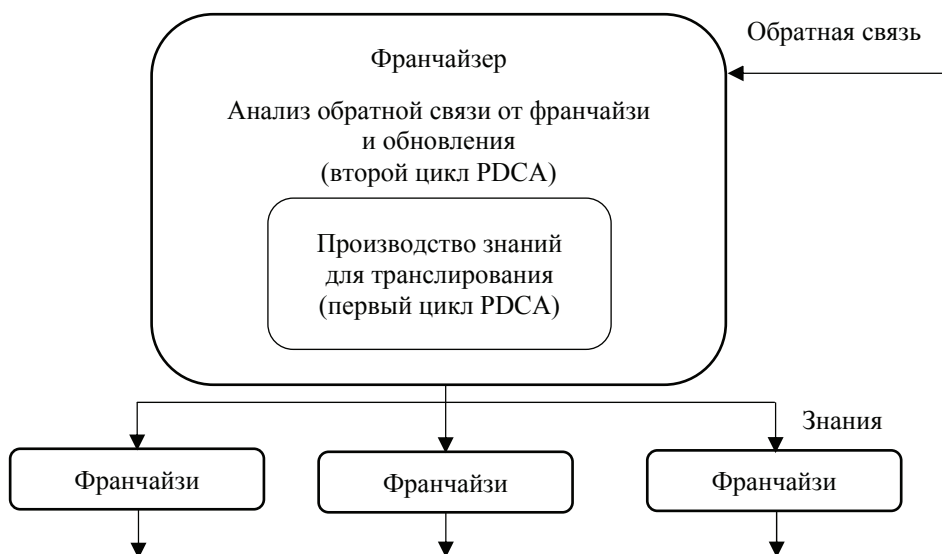 Обратная связь
Франчайзер
Анализ обратной связи от франчайзи
и обновления
(второй цикл PDCA)
Производство знаний
для транслирования
(первый цикл PDCA)
Знания
Франчайзи
Франчайзи
Франчайзи